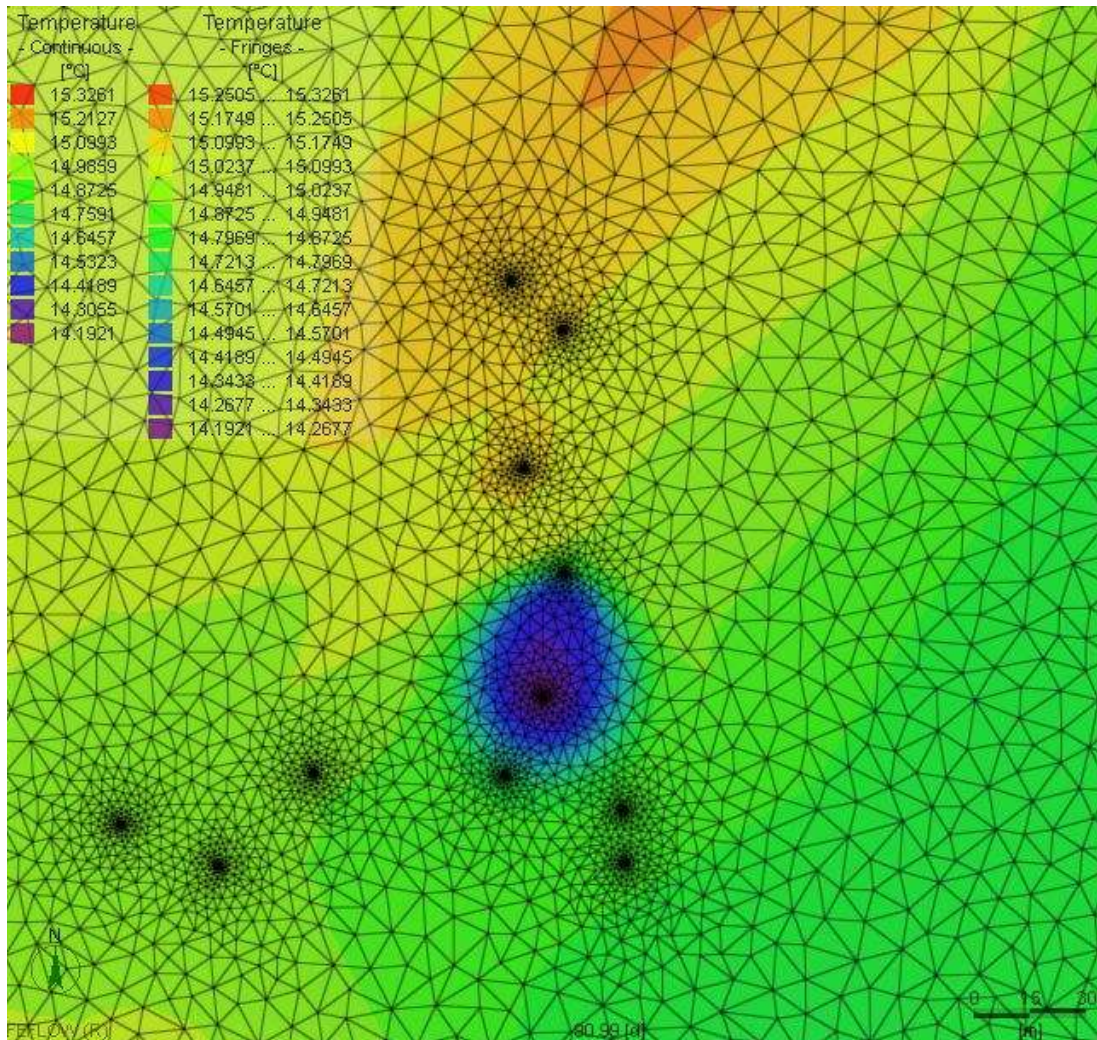 Temperature Temperature
- Continuous - - Fringes -
[°C] [°C]
15.3261 15.2505 ... 15.3261
15.2127 15.1749 ... 15.2505
15.0993 15.0993 ... 15.1749
14.9859 15.0237 ... 15.0993
14.8725 14.9481 ... 15.0237
14.7591 14.8725 ... 14.9481
14.6457 14.7969 ... 14.8725
14.5323 14.7213 ... 14.7969
14.4189 14.6457 ... 14.7213
14.3055 14.5701 ... 14.6457
14.1921 14.4945 ... 14.5701
14.4189 ... 14.4945
14.3433 ... 14.4189
14.2677 ... 14.3433
14.1921 ... 14.2677
N
0 15 30
FEFLOW (R) [m]